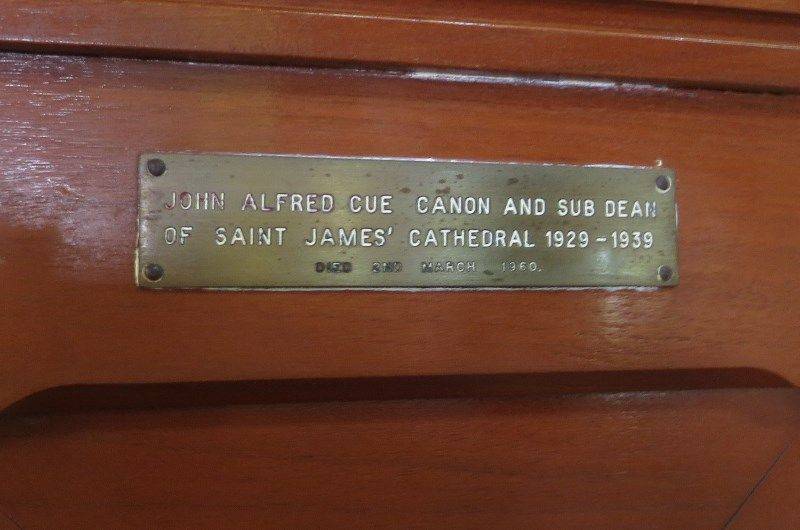 JOHN ALFRED CUE CANON AND SUB DEAN
OF SAINT JAMES' CATHEDRAL 1929-1939
DIED 2ND MARCH 1960.